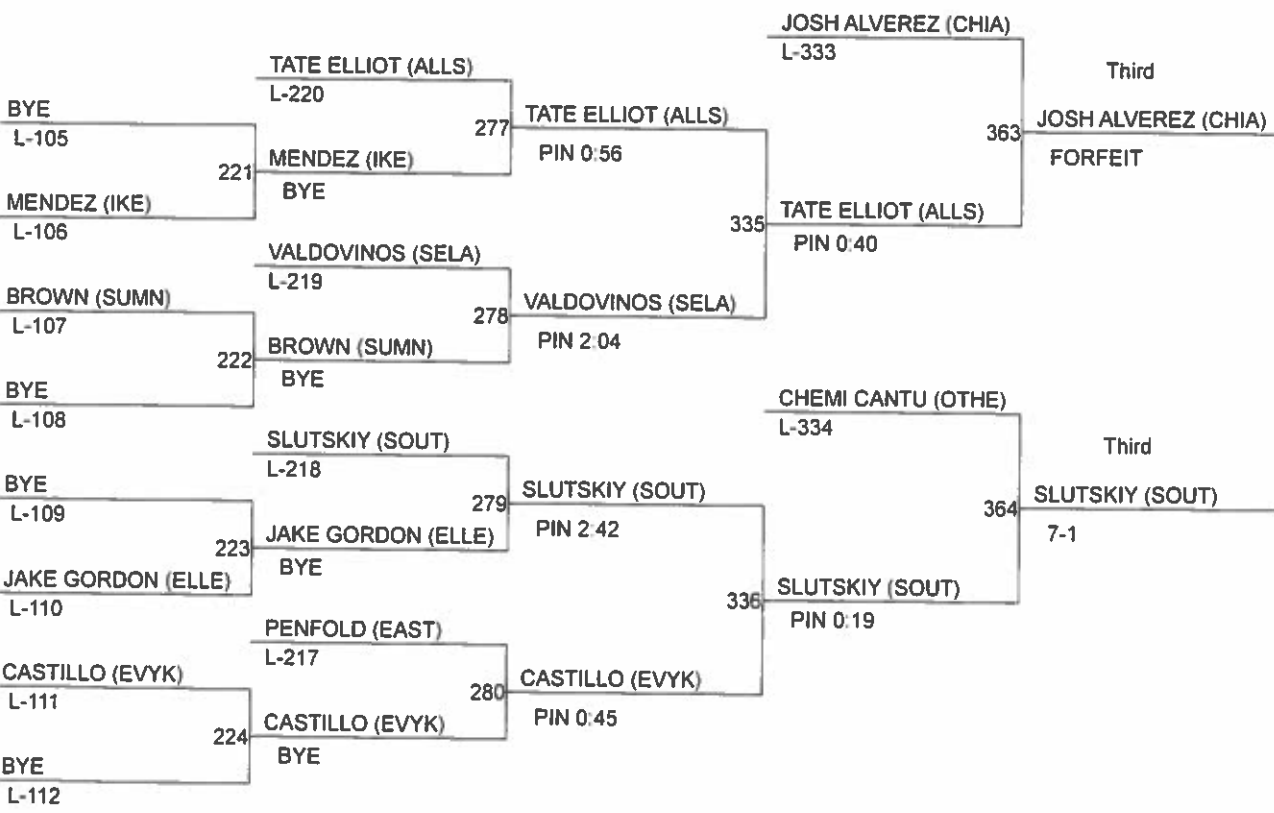 BYE
L-105
MENDEZ (IKE)
L-106
BROWN (SUMN)
L-107
BYE
L-108
BYE
L-109
JAKE GORDON (ELLE)
L-110
CASTILLO (EVYK)
L-111
BYE
L-112
221
222
223
224
TATE ELLIOT (ALLS)
L-220
MENDEZ (IKE)
BYE
VALDOVINOS (SELA)
L-219
BROWN (SUMN)
BYE
SLUTSKIY (SOUT)
L-218
JAKE GORDON (ELLE)
BYE
PENFOLD (EAST)
L-217
CASTILLO (EVYK)
BYE
277
278
279
280
TATE ELLIOT (ALLS)
PIN 0:56
VALDOVINOS (SELA)
PIN 2:04
SLUTSKIY (SOUT)
PIN 2:42
CASTILLO (EVYK)
PIN 0:45
335
336
JOSH ALVEREZ (CHIA)
L-333
TATE ELLIOT (ALLS)
PIN 0:40
CHEMI CANTU (OTHE)
L-334
SLUTSKIY (SOUT)
PIN 0:19
363
364
Third
JOSH ALVEREZ (CHIA)
FORFEIT
Third
SLUTSKIY (SOUT)
7-1